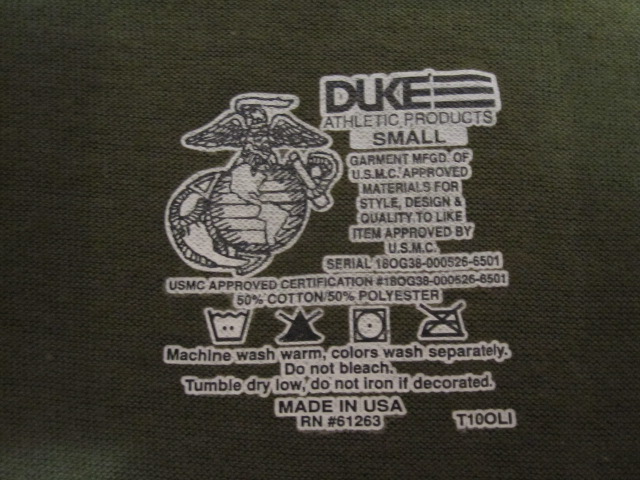 DUKE
ATHLETIC PRODUCTS
SMALL
GARMENT MFGD. OF
U.S.M.C. APPROVED
MATERIALS FOR
STYLE, DESIGN &
QUALITY TO LIKE
ITEM APPROVED BY
U.S.M.C.
SERIAL 18OG38-000526-6501
USMC APPROVED CERTIFICATION #18OG38-000526-6501
50% COTTON/50% POLYESTER
Machine wash warm, colors wash separately.
Do not bleach.
Tumble dry low, do not iron if decorated.
MADE IN USA
RN #61263
T10OLI